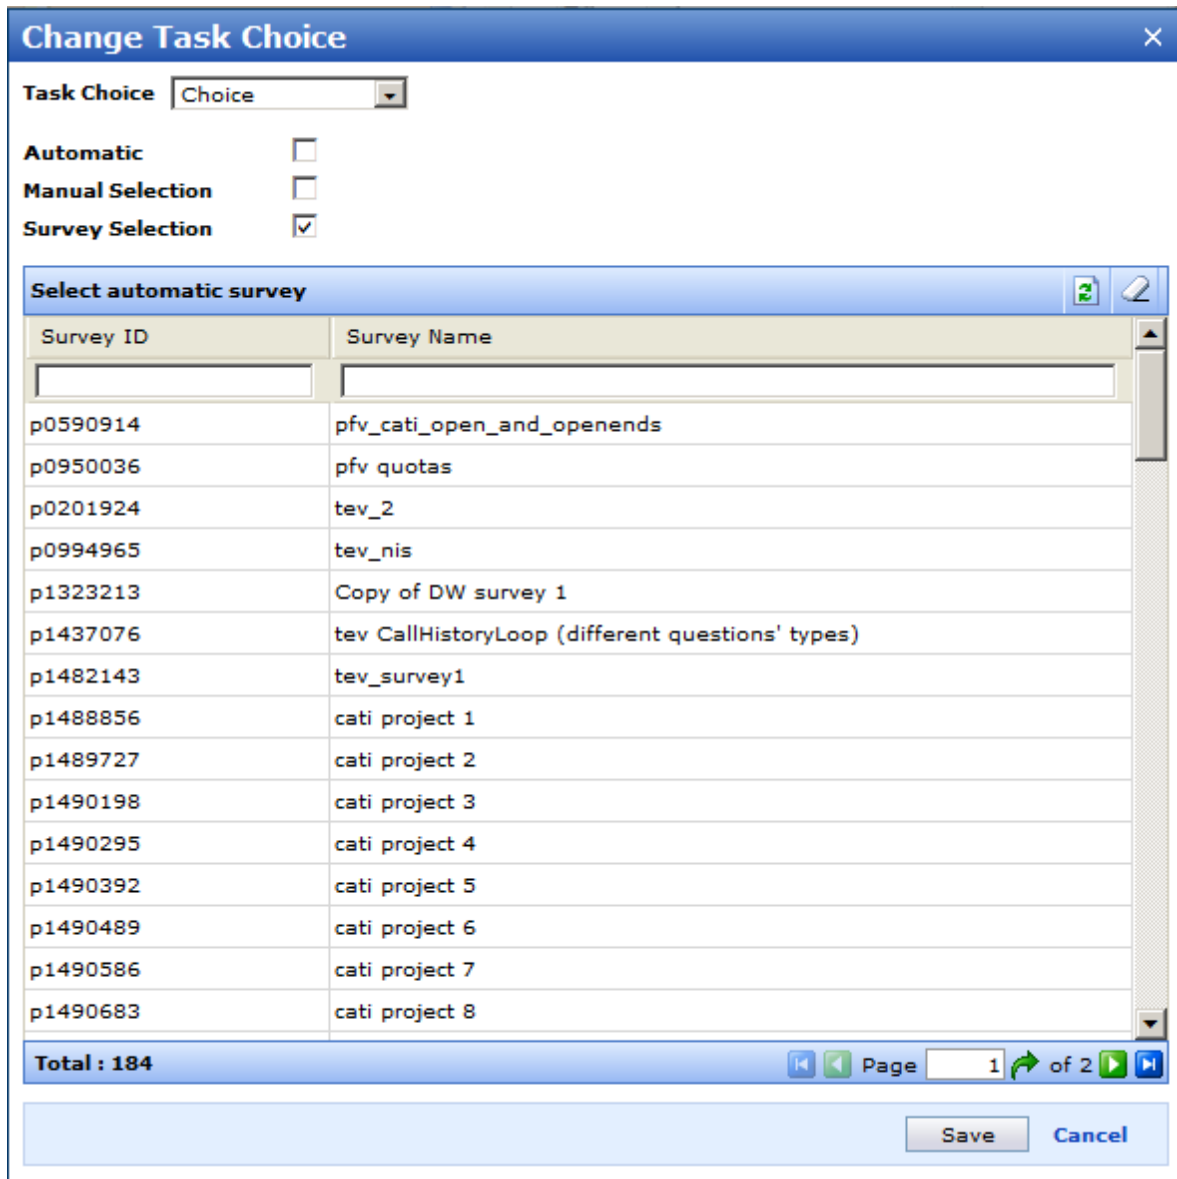 Change Task Choice
Task Choice Choice
Automatic
Manual Selection
Survey Selection
Select automatic survey
Survey ID Survey Name
p0590914 pfv_cati_open_and_openends
p0950036 pfv quotas
p0201924 tev_2
p0994965 tev_nis
p1323213 Copy of DW survey 1
p1437076 tev CallHistoryLoop (different questions' types)
p1482143 tev_survey1
p1488856 cati project 1
p1489727 cati project 2
p1490198 cati project 3
p1490295 cati project 4
p1490392 cati project 5
p1490489 cati project 6
p1490586 cati project 7
p1490683 cati project 8
Total : 184 Page 1 of 2
Save Cancel